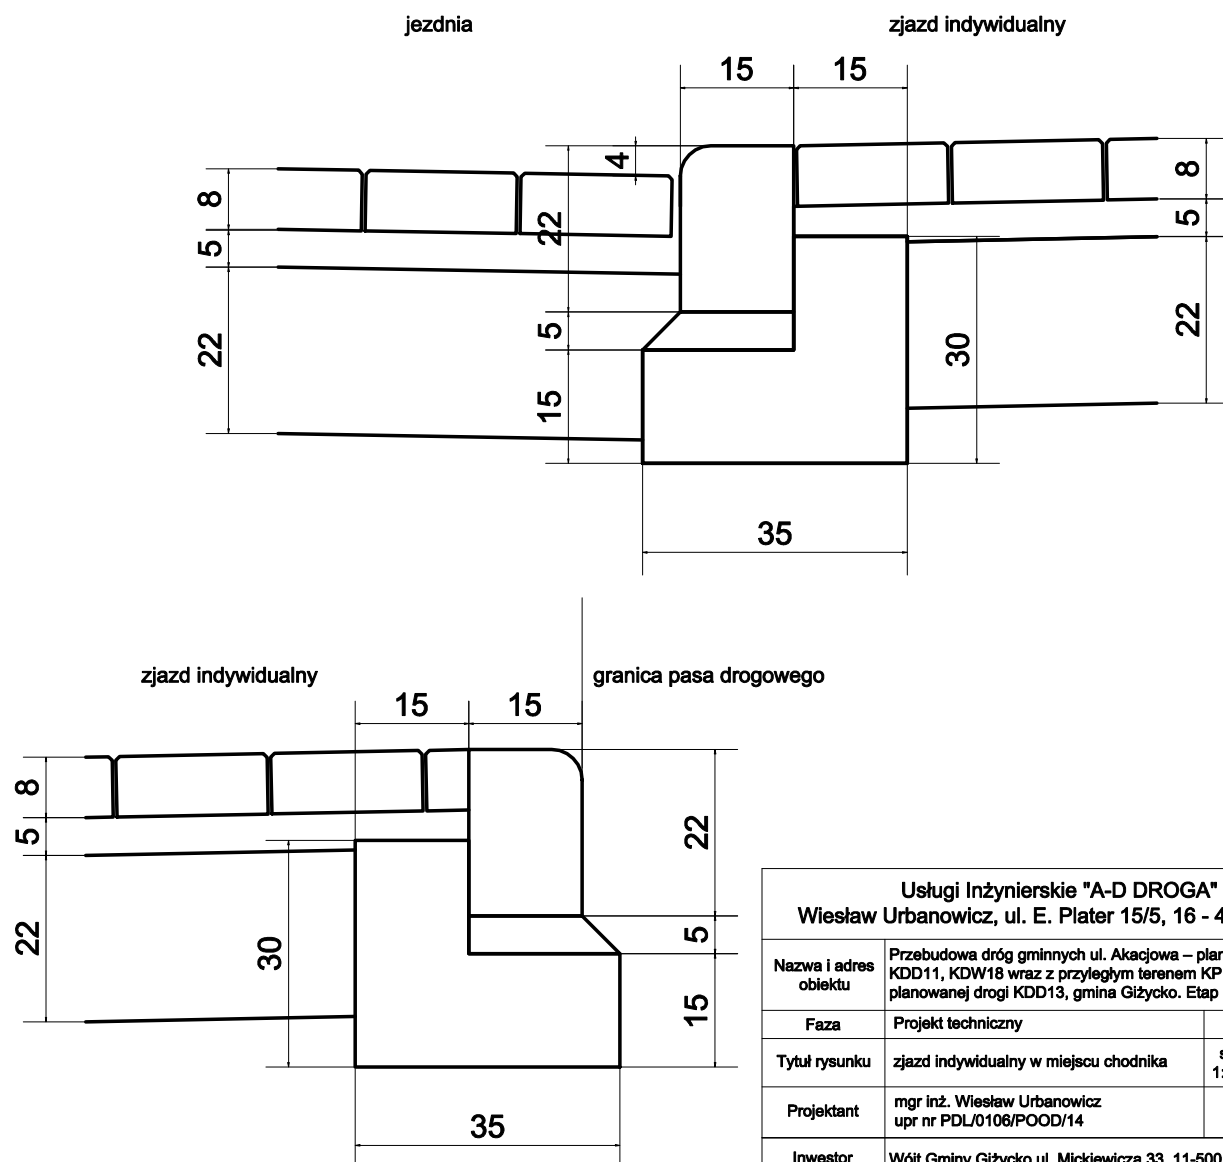 jezdnia
zjazd indywidualny
15
15
4
8
8
22
5
5
22
22
5
30
15
35
zjazd indywidualny
granica pasa drogowego
15
15
8
22
5
22
30
5
15
35
Usługi Inżynierskie "A-D DROGA"
Wiesław Urbanowicz, ul. E. Plater 15/5, 16 - 4
Nazwa i adres
obiektu
Przebudowa dróg gminnych ul. Akacjowa – plan
KDD11, KDW18 wraz z przyległym terenem KP
planowanej drogi KDD13, gmina Giżycko. Etap
Faza
Projekt techniczny
Tytuł rysunku
zjazd indywidualny w miejscu chodnika
1:
Projektant
mgr inż. Wiesław Urbanowicz
upr nr PDL/0106/POOD/14
Inwestor
Wójt Gminy Giżycko ul. Mickiewicza 33, 11-500